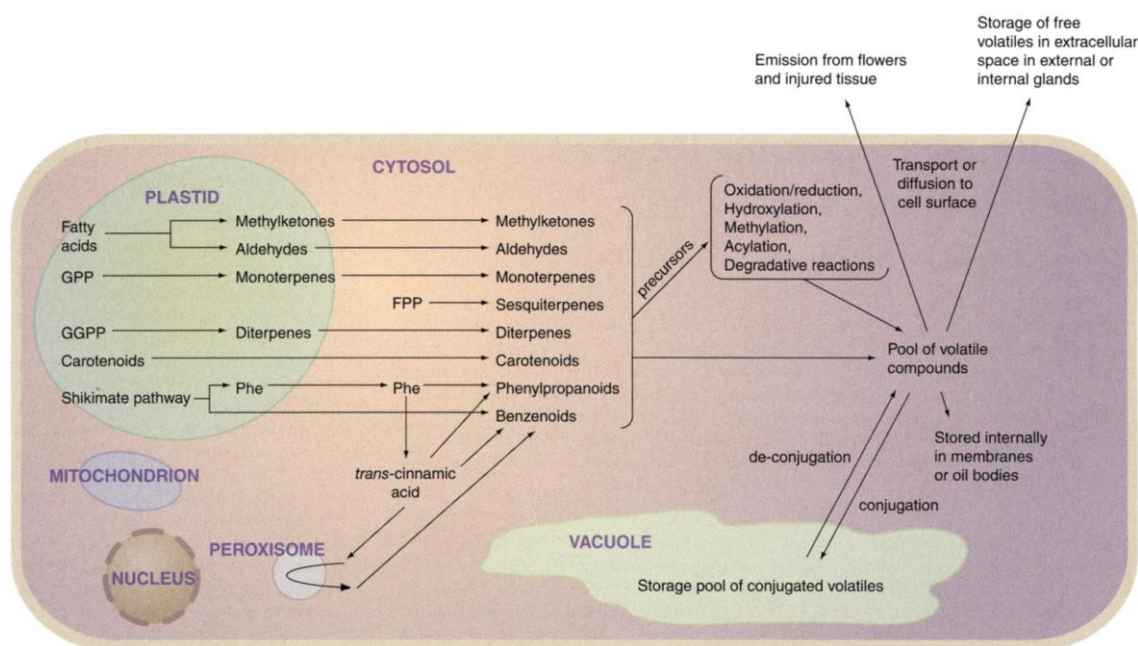 Storage of free
volatiles in extracellular
space in external or
internal glands
Emission from flowers
and injured tissue
CYTOSOL
Transport or
diffusion to
cell surface
PLASTID
Oxidation/reduction,
Hydroxylation,
Methylation,
Acylation,
Degradative reactions
Fatty
acids
Methylketones
Methylketones
Aldehydes
Aldehydes
precursors
GPP
Monoterpenes
Monoterpenes
FPP
Sesquiterpenes
GGPP
Diterpenes
Diterpenes
Pool of volatile
compounds
Carotenoids
Carotenoids
Shikimate pathway
Phe
Phe
Phenylpropanoids
Benzenoids
Stored internally
in membranes
or oil bodies
de-conjugation
MITOCHONDRION
trans-cinnamic
acid
conjugation
PEROXISOME
VACUOLE
NUCLEUS
Storage pool of conjugated volatiles